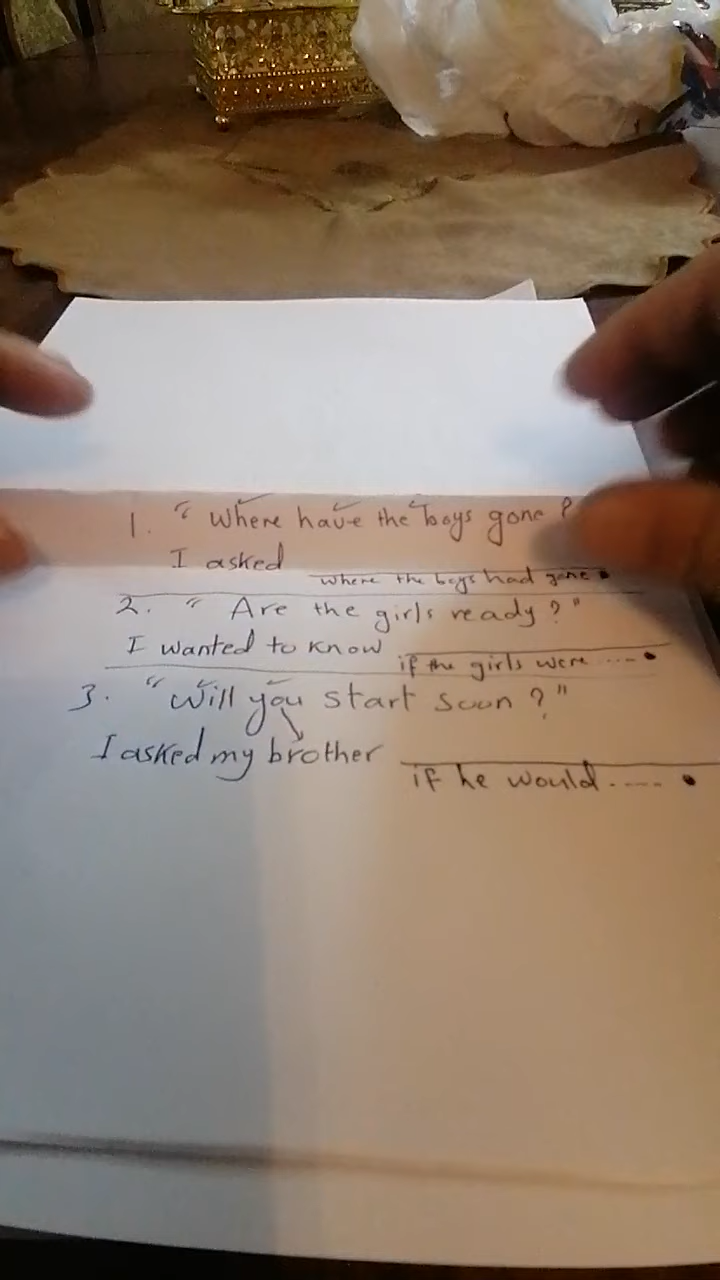 1. "Where have the boys gone ?
I asked where the boys had gone.
2. "Are the girls ready?"
I wanted to know if the girls were .....
3. "Will you start soon ?"
I asked my brother if he would ..... .